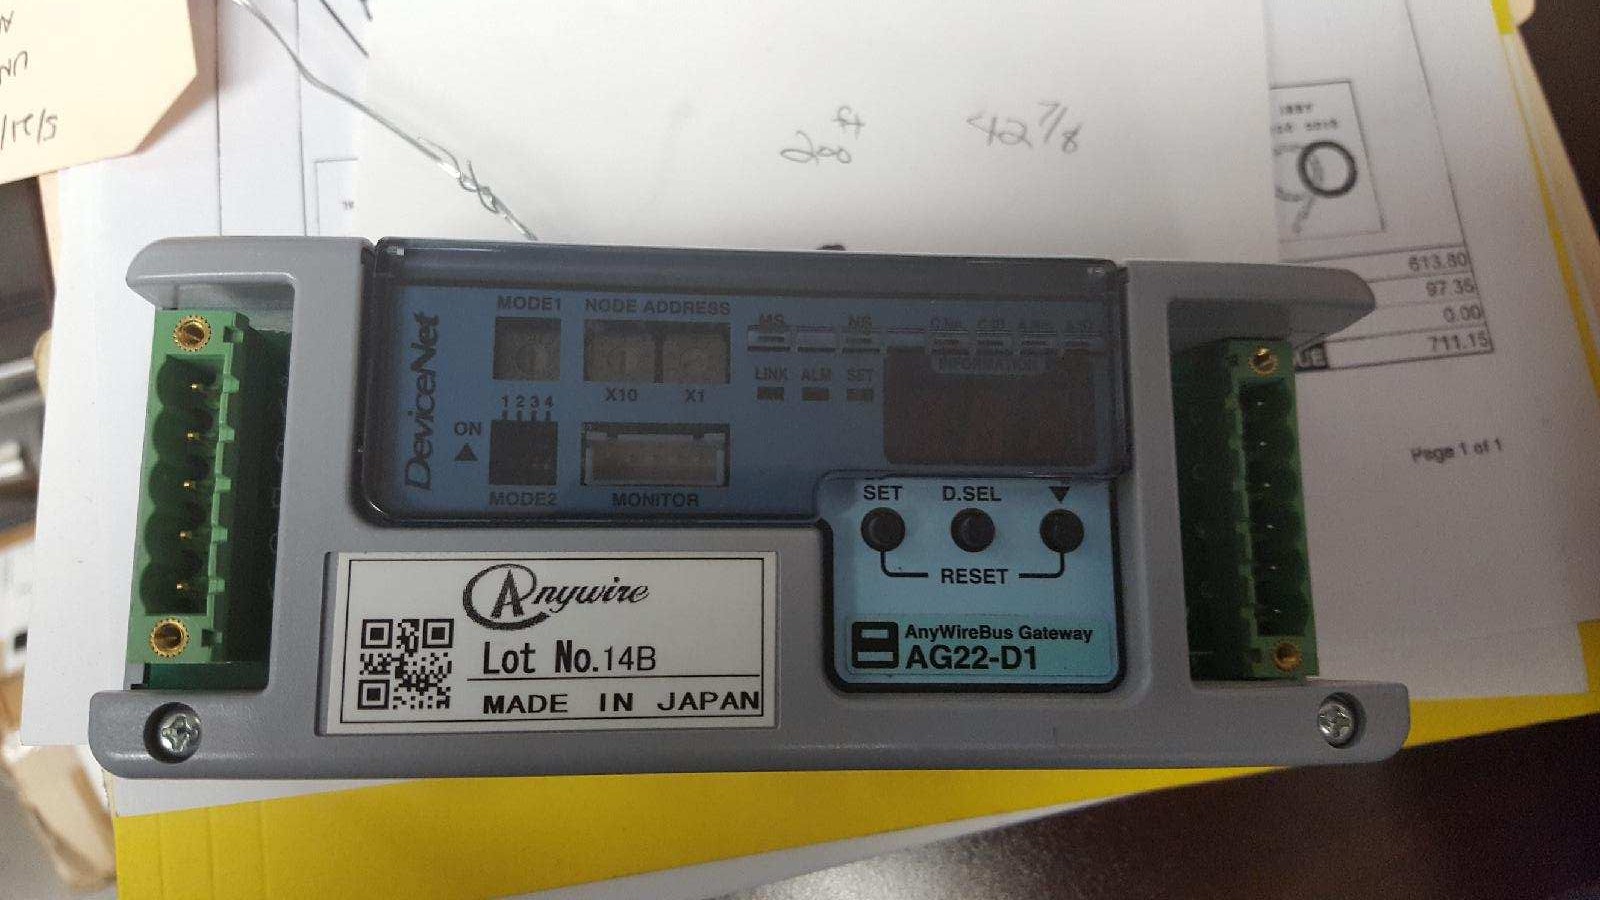 200 ft
42 7/8
613.80
97.35
0.00
711.15
Page 1 of 1
DeviceNet
MODE1
NODE ADDRESS
X10 X1
1 2 3 4
ON
MODE2
MONITOR
MS NS
LINK ALM SET
INFORMATION
SET D.SEL
RESET
AnyWireBus Gateway
AG22-D1
Anywire
Lot No.14B
MADE IN JAPAN